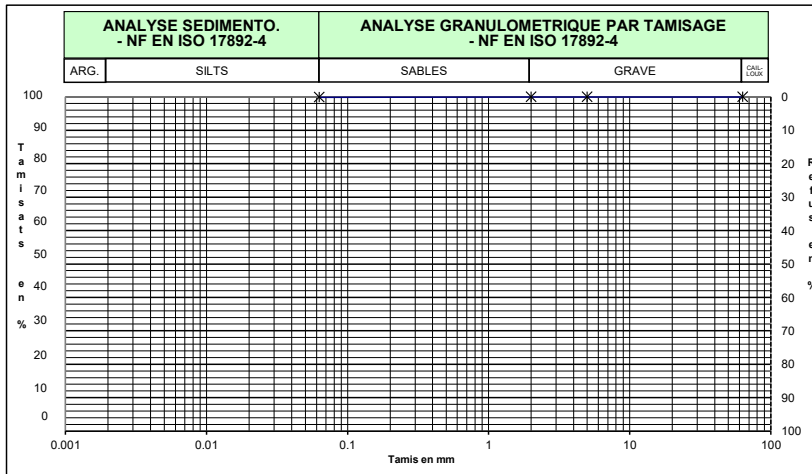 ANALYSE SEDIMENTO.
- NF EN ISO 17892-4
ANALYSE GRANULOMETRIQUE PAR TAMISAGE
- NF EN ISO 17892-4
ARG.
SILTS
SABLES
GRAVE
CAIL-
LOUX
100
90
80
70
60
50
40
30
20
10
0
Tamisats en %
0
10
20
30
40
50
60
70
80
90
100
Refus en %
0.001
0.01
0.1
1
10
100
Tamis en mm